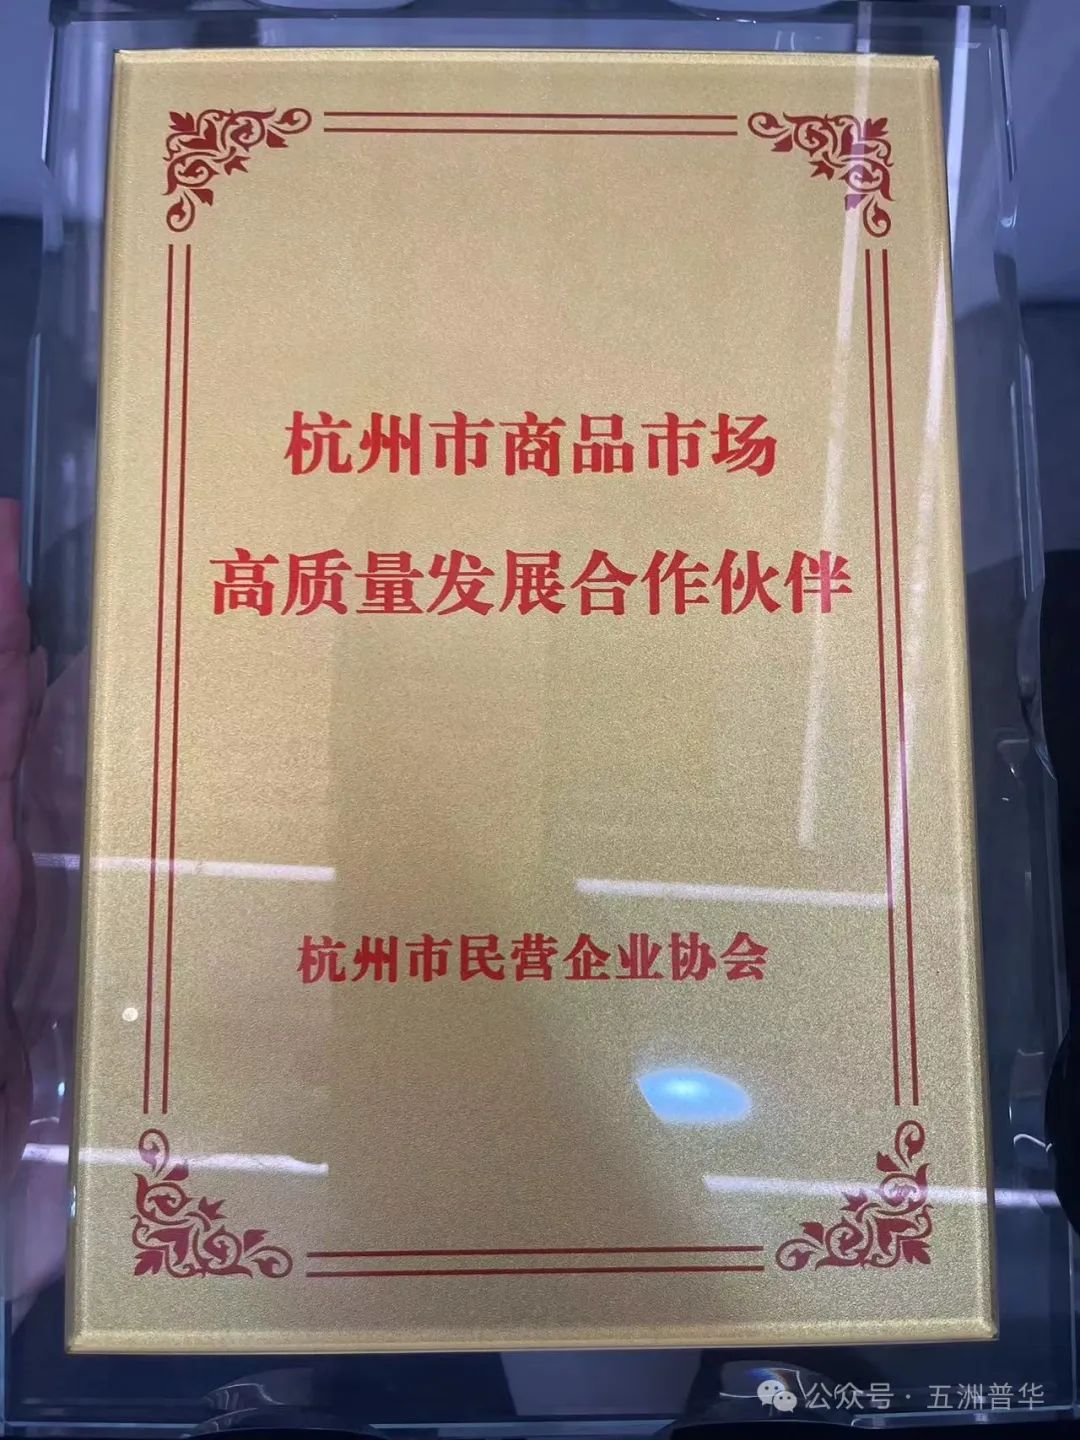 杭州市商品市场
高质量发展合作伙伴
杭州市民营企业协会
公众号·五洲普华